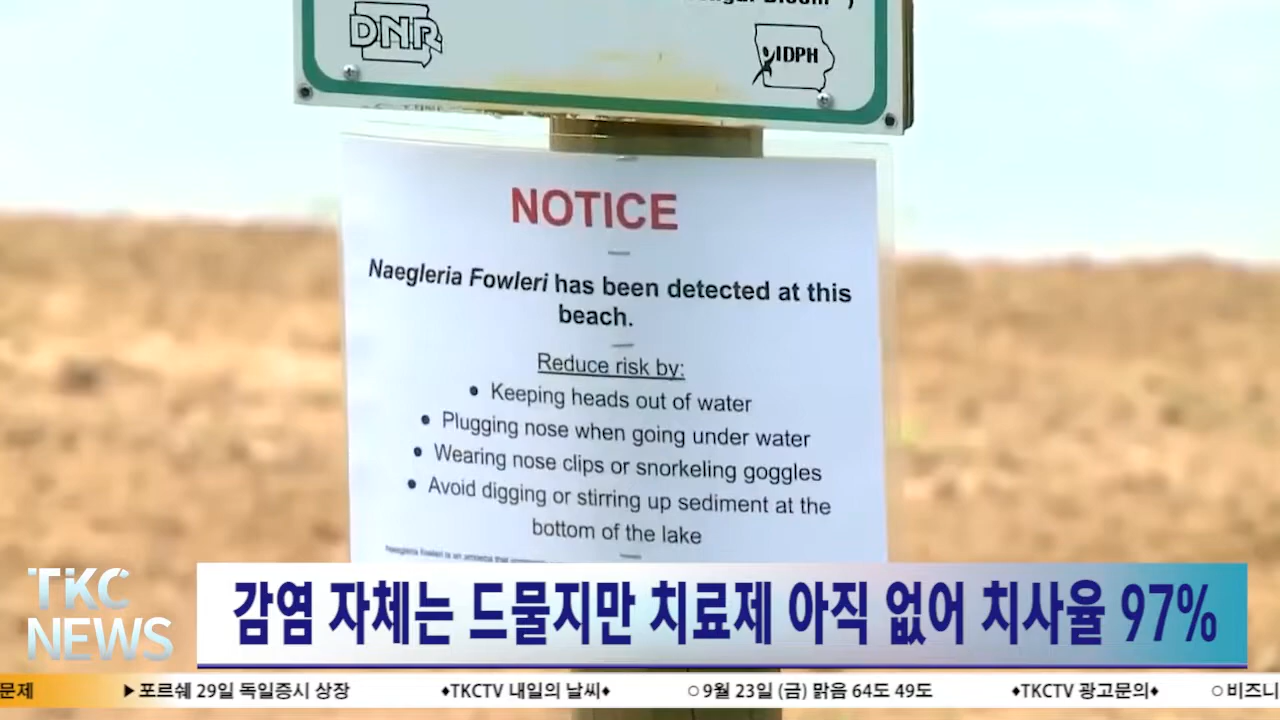 DNR
IDPH
NOTICE
Naegleria Fowleri has been detected at this
beach.
Reduce risk by:
• Keeping heads out of water
• Plugging nose when going under water
• Wearing nose clips or snorkeling goggles
• Avoid digging or stirring up sediment at the
bottom of the lake
TKC
NEWS
감염 자체는 드물지만 치료제 아직 없어 치사율 97%
문제 ▶포르쉐 29일 독일증시 상장 ♦TKCTV 내일의 날씨♦ ○9월 23일 (금) 맑음 64도 49도 ♦TKCTV 광고문의♦ ○비즈니